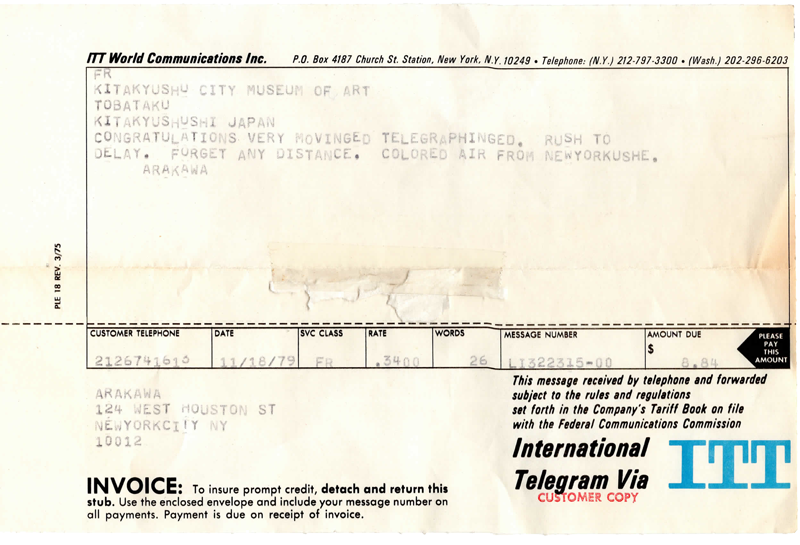 ITT World Communications Inc. P.O. Box 4187 Church St. Station, New York, N.Y. 10249 • Telephone: (N.Y.) 212-797-3300 • (Wash.) 202-296-6203
FR
KITAKYUSHU CITY MUSEUM OF ART
TOBATAKU
KITAKYUSHUSHI JAPAN
CONGRATULATIONS VERY MOVINGED TELEGRAPHINGED. RUSH TO
DELAY. FORGET ANY DISTANCE. COLORED AIR FROM NEWYORKUSHE.
ARAKAWA
PLE 18 REV. 3/75
CUSTOMER TELEPHONE DATE SVC CLASS RATE WORDS MESSAGE NUMBER AMOUNT DUE
$
2126741613 11/18/79 FR .3400 26 LI322315-00 8.84
PLEASE
PAY
THIS
AMOUNT
ARAKAWA
124 WEST HOUSTON ST
NEWYORKCITY NY
10012
This message received by telephone and forwarded
subject to the rules and regulations
set forth in the Company's Tariff Book on file
with the Federal Communications Commission
International
Telegram Via ITT
CUSTOMER COPY
INVOICE: To insure prompt credit, detach and return this
stub. Use the enclosed envelope and include your message number on
all payments. Payment is due on receipt of invoice.